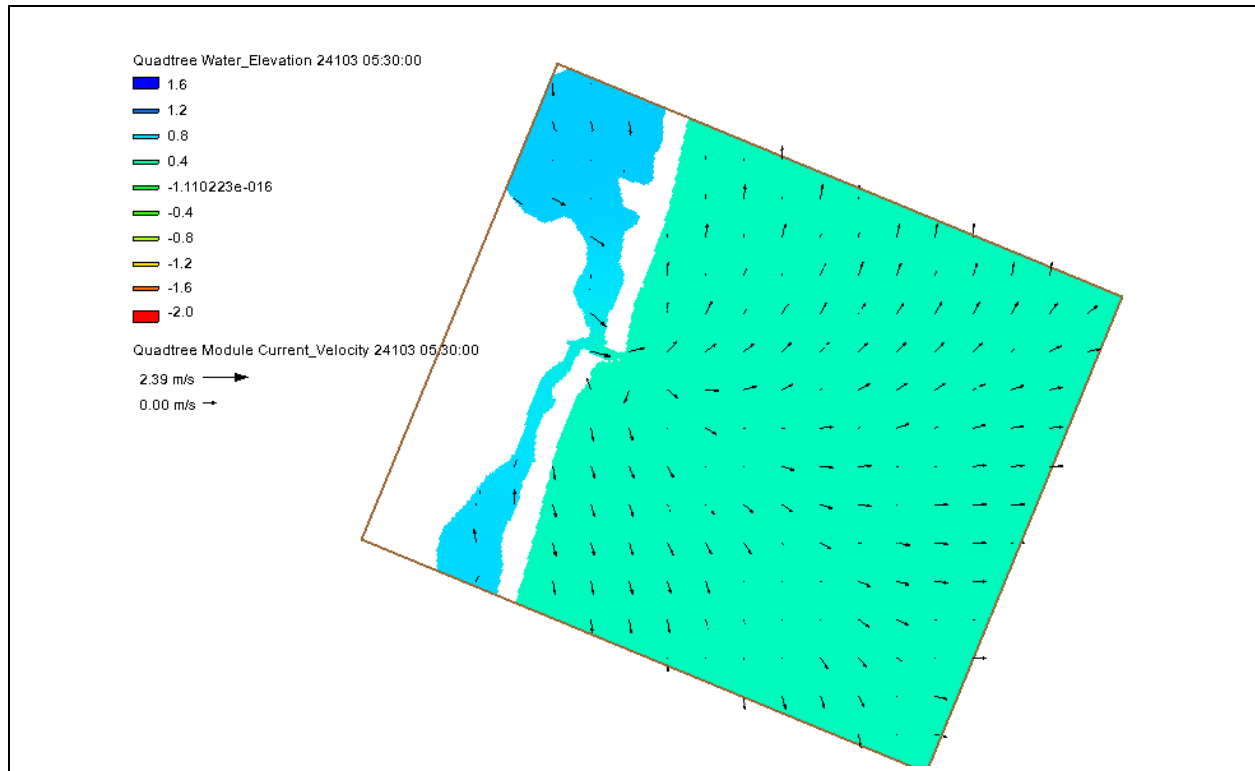 Quadtree Water_Elevation 24103 05:30:00
1.6
1.2
0.8
0.4
-1.110223e-016
-0.4
-0.8
-1.2
-1.6
-2.0
Quadtree Module Current_Velocity 24103 05:30:00
2.39 m/s
0.00 m/s